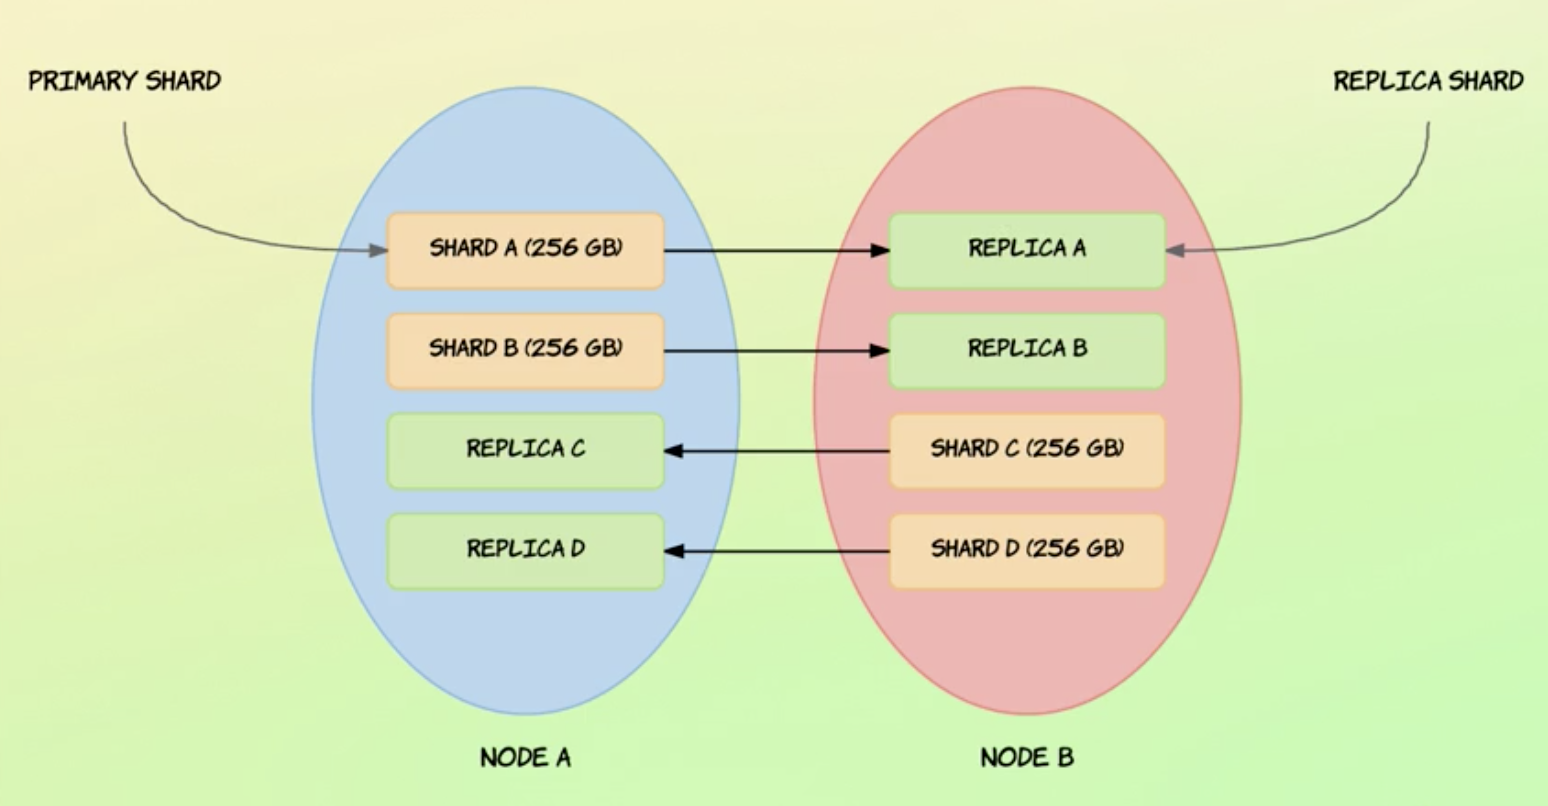 PRIMARY SHARD
REPLICA SHARD
SHARD A (256 GB)
REPLICA A
SHARD B (256 GB)
REPLICA B
REPLICA C
SHARD C (256 GB)
REPLICA D
SHARD D (256 GB)
NODE A
NODE B